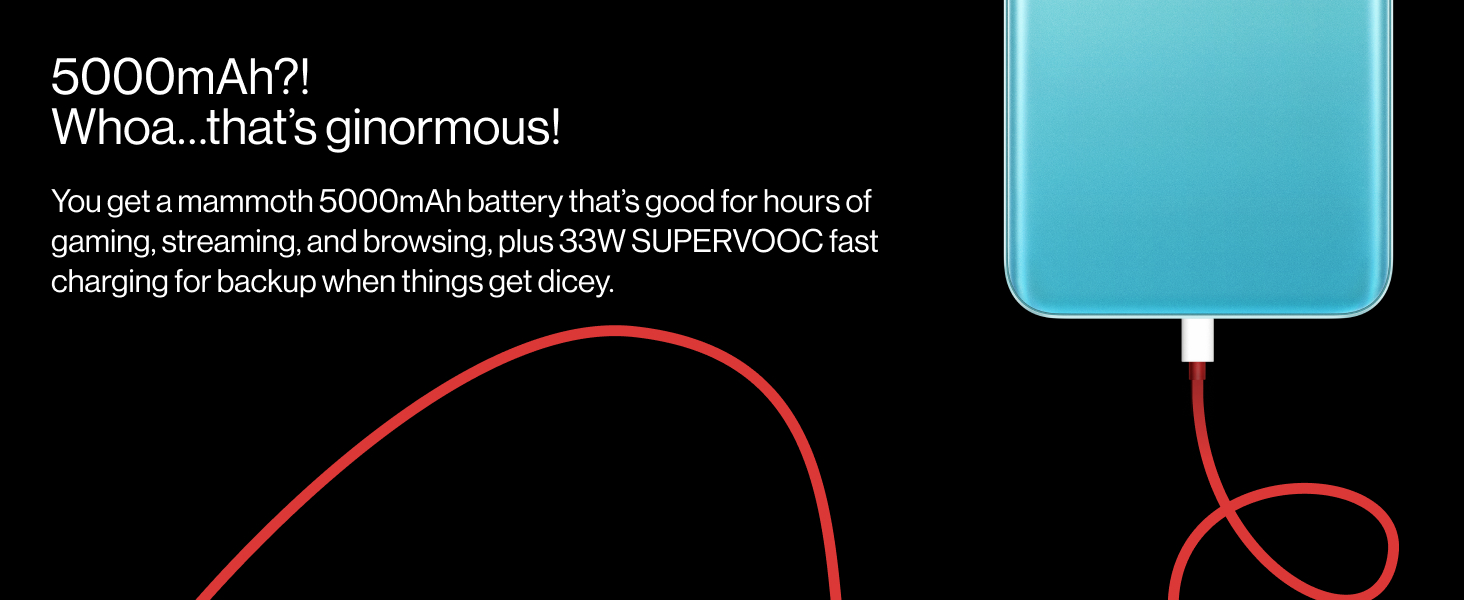 5000mAh?!
Whoa...that’s ginormous!
You get a mammoth 5000mAh battery that’s good for hours of
gaming, streaming, and browsing, plus 33W SUPERVOOC fast
charging for backup when things get dicey.